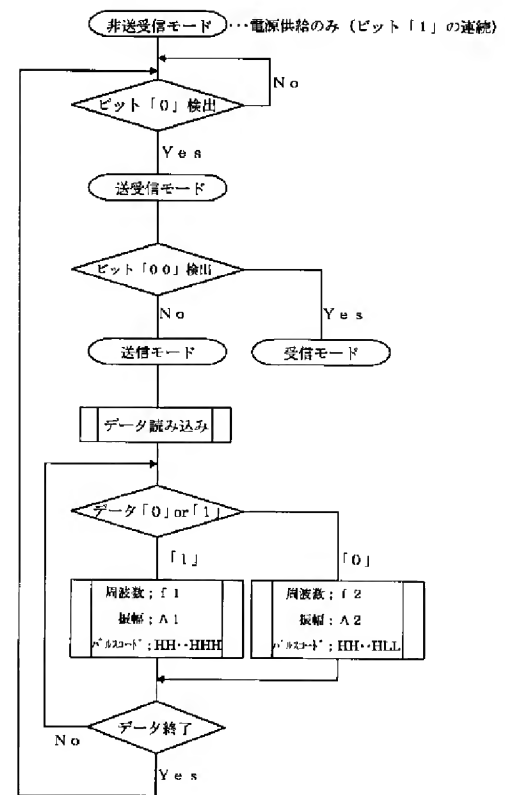 非送受信モード・・・電源供給のみ(ビット「1」の連続)
No
ビット「0」検出
Yes
送受信モード
ビット「00」検出
No
Yes
送信モード
受信モード
データ読み込み
データ「0」or「1」
「1」
「0」
周波数;f1
振幅;A1
パルスコード;HH・・HHH
周波数;f2
振幅;A2
パルスコード;HH・・HLL
データ終了
No
Yes